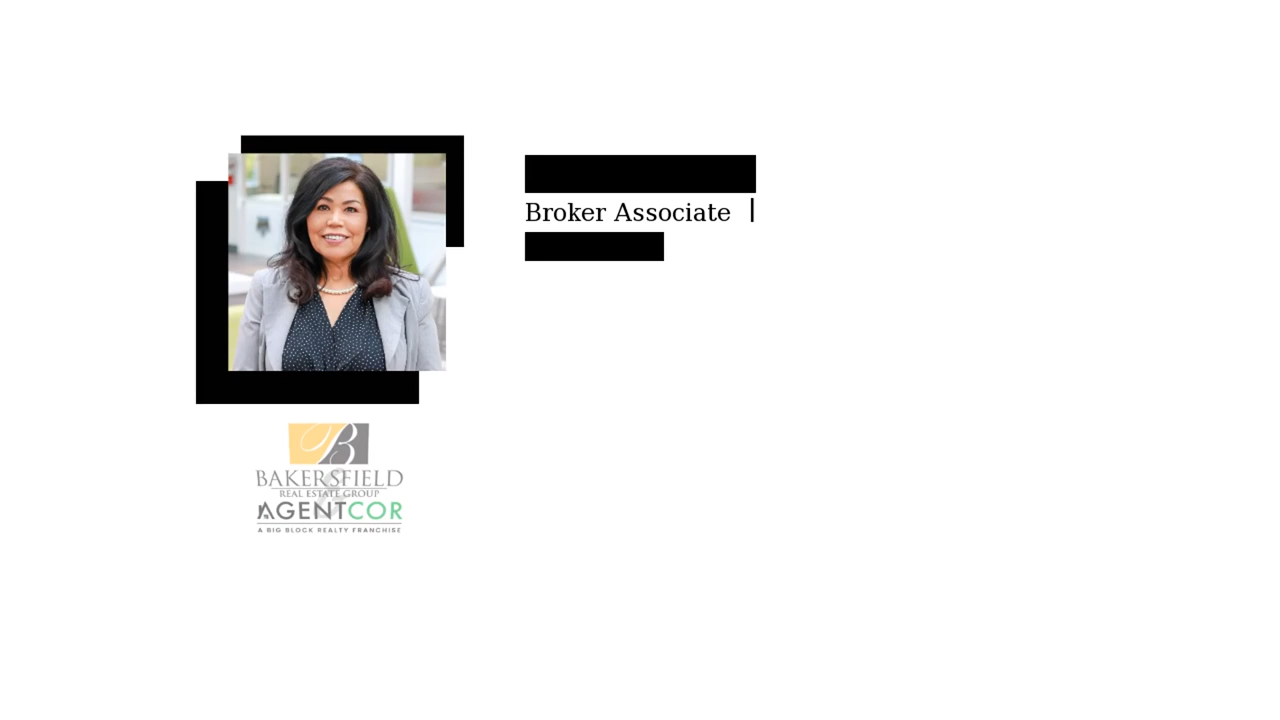 Broker Associate |
B
BAKERSFIELD
REAL ESTATE GROUP
AGENTCOR
A BIG BLOCK REALTY FRANCHISE